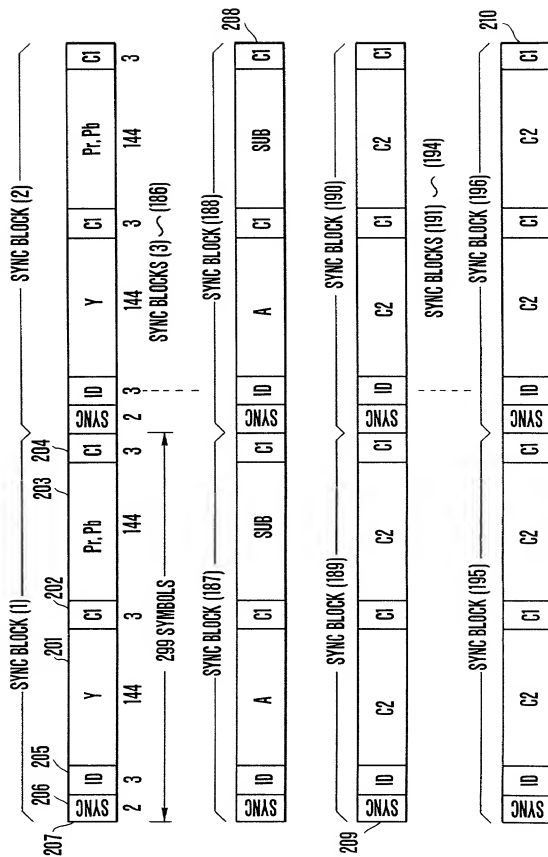 SYNC BLOCK (1) SYNC BLOCK (2)
207 206 205 201 202 203 204
SYNC ID Y C1 Pr, Pb C1 SYNC ID Y C1 Pr, Pb C1
2 3 144 3 144 3 2 3 144 3 144 3
299 SYMBOLS
SYNC BLOCKS (3) ~ (186)
SYNC BLOCK (187) SYNC BLOCK (188)
SYNC ID A C1 SUB C1 SYNC ID A C1 SUB C1
208
SYNC BLOCK (189) SYNC BLOCK (190)
209
SYNC ID C2 C1 C2 C1 SYNC ID C2 C1 C2 C1
SYNC BLOCKS (191) ~ (194)
SYNC BLOCK (195) SYNC BLOCK (196)
SYNC ID C2 C1 C2 C1 SYNC ID C2 C1 C2 C1
210